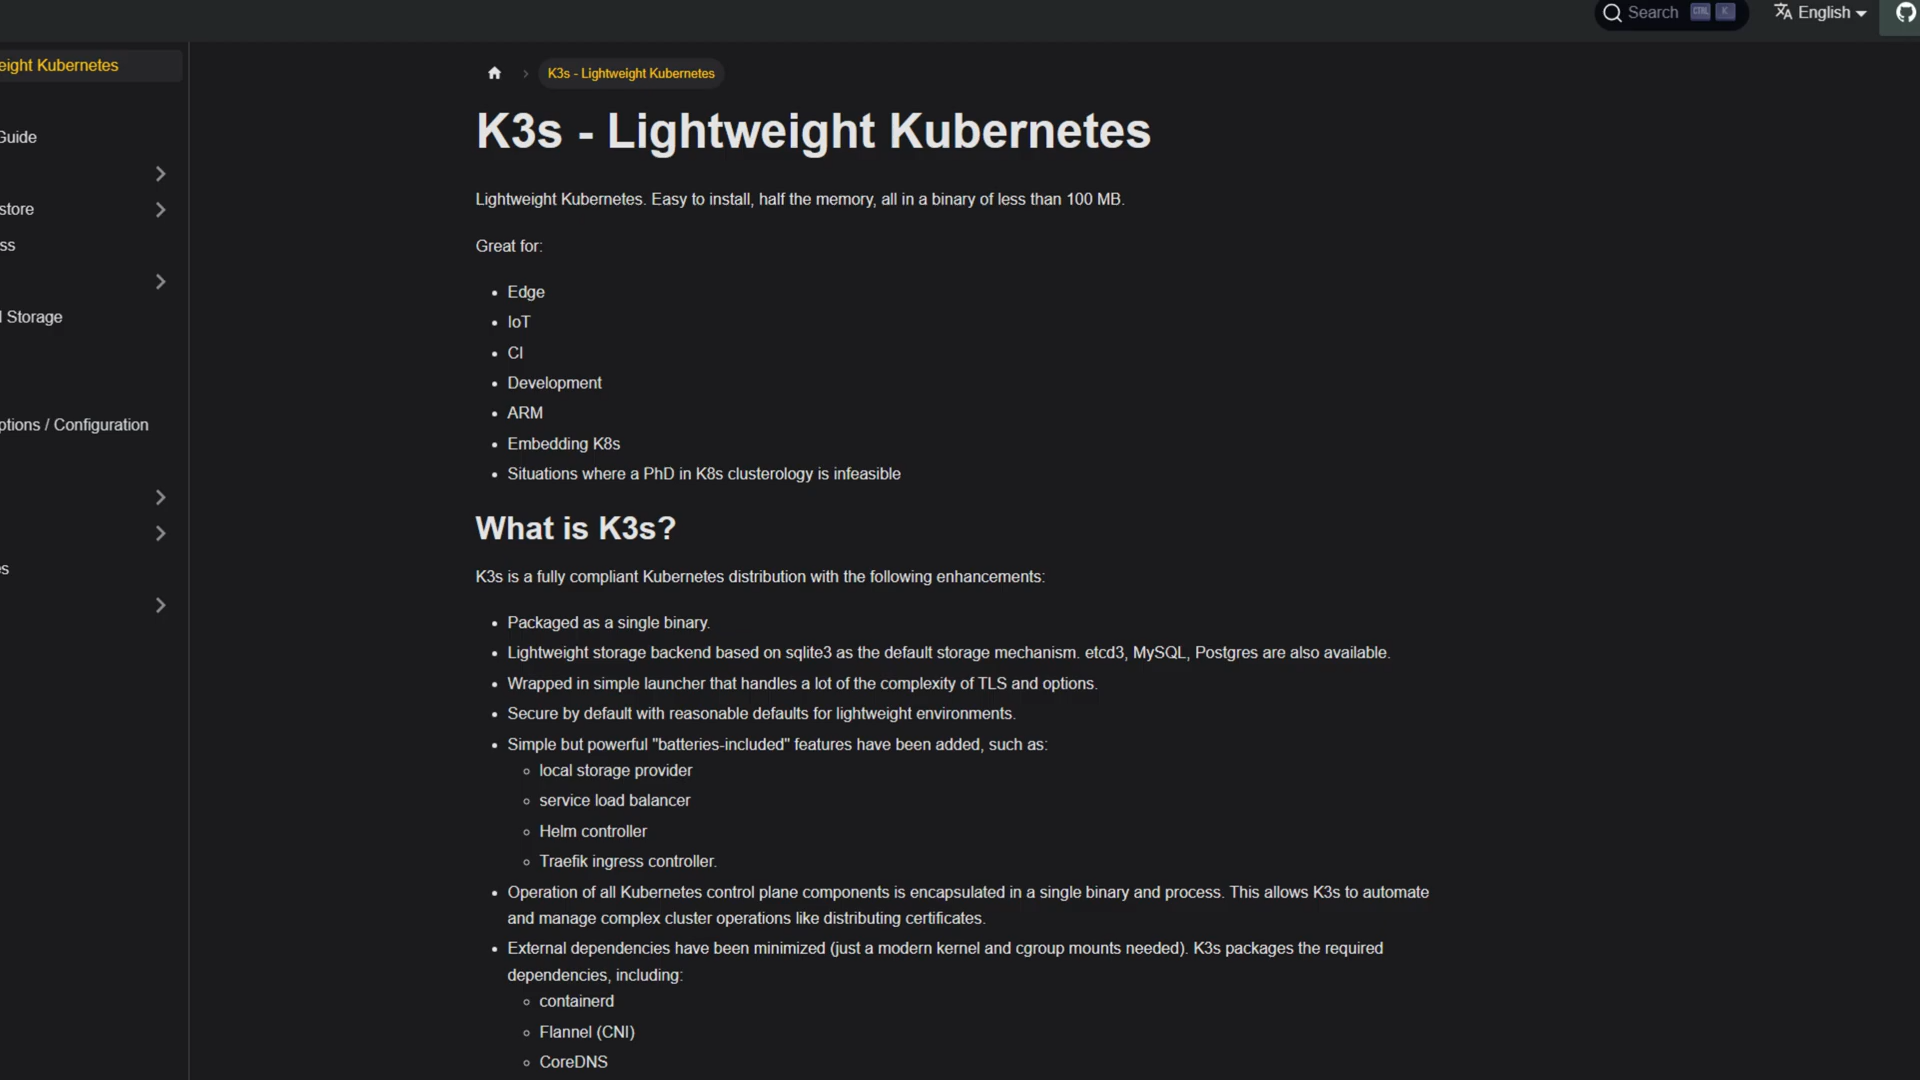 Search CTRL K
English
eight Kubernetes
K3s - Lightweight Kubernetes
K3s - Lightweight Kubernetes
Guide
Lightweight Kubernetes. Easy to install, half the memory, all in a binary of less than 100 MB.
store
ss
Great for:
Edge
l Storage
IoT
CI
Development
ARM
ptions / Configuration
Embedding K8s
Situations where a PhD in K8s clusterology is infeasible
What is K3s?
s
K3s is a fully compliant Kubernetes distribution with the following enhancements:
Packaged as a single binary.
Lightweight storage backend based on sqlite3 as the default storage mechanism. etcd3, MySQL, Postgres are also available.
Wrapped in simple launcher that handles a lot of the complexity of TLS and options.
Secure by default with reasonable defaults for lightweight environments.
Simple but powerful "batteries-included" features have been added, such as:
local storage provider
service load balancer
Helm controller
Traefik ingress controller.
Operation of all Kubernetes control plane components is encapsulated in a single binary and process. This allows K3s to automate
and manage complex cluster operations like distributing certificates.
External dependencies have been minimized (just a modern kernel and cgroup mounts needed). K3s packages the required
dependencies, including:
containerd
Flannel (CNI)
CoreDNS